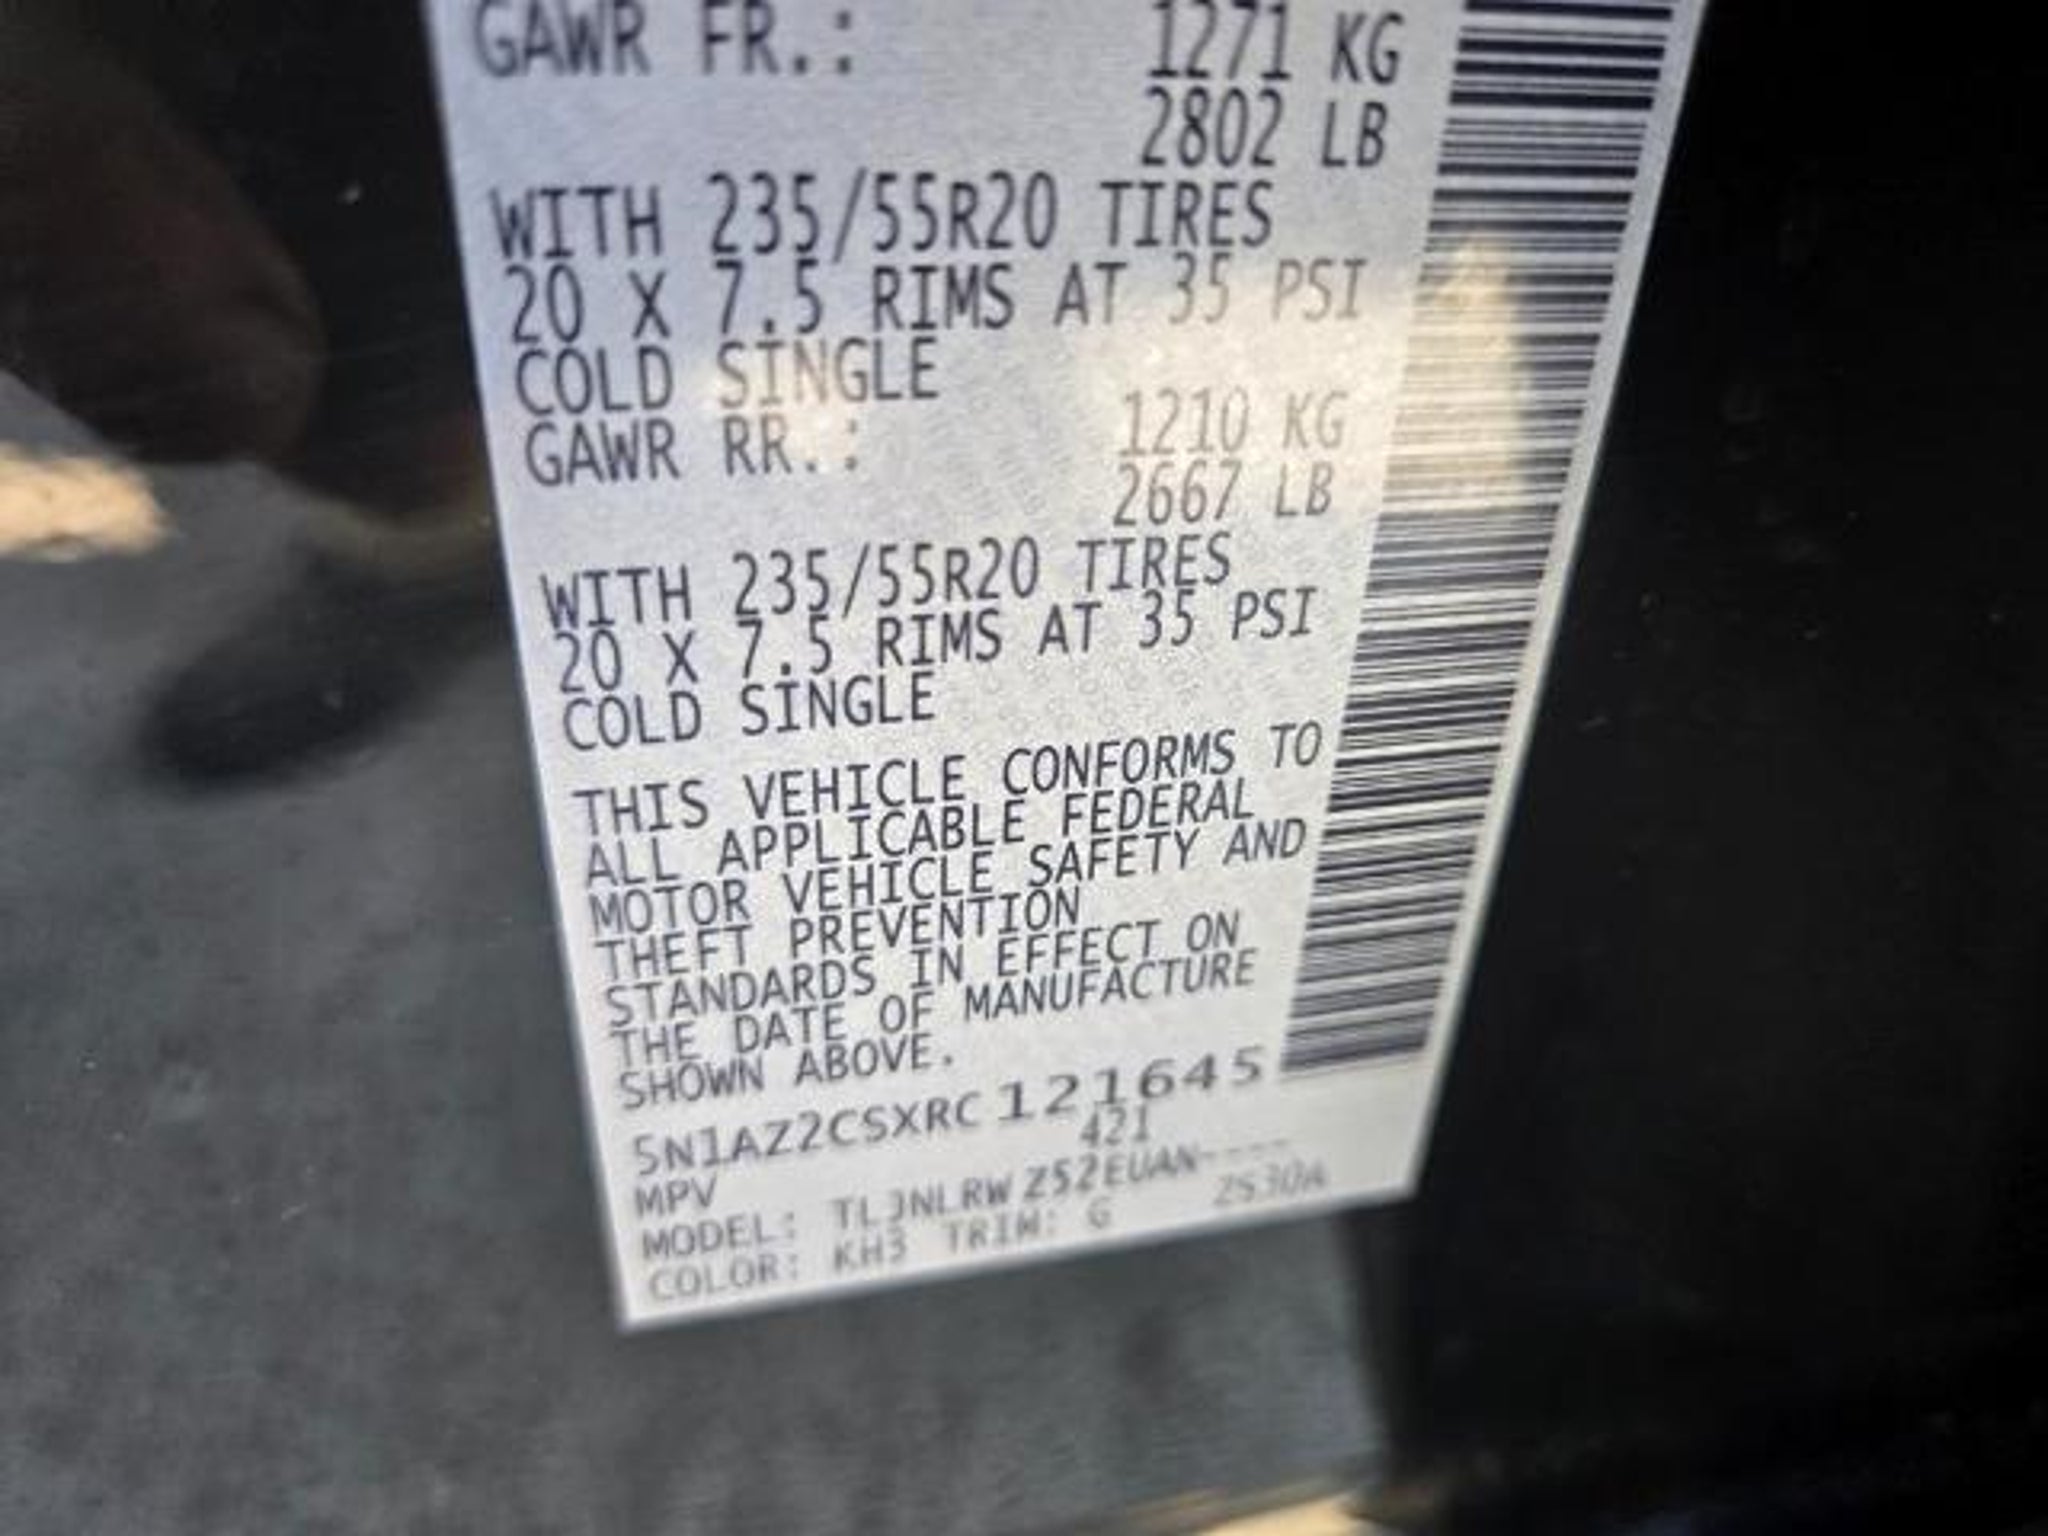 GAWR FR.: 1271 KG
2802 LB
WITH 235/55R20 TIRES
20 X 7.5 RIMS AT 35 PSI
COLD SINGLE
GAWR RR.: 1210 KG
2667 LB
WITH 235/55R20 TIRES
20 X 7.5 RIMS AT 35 PSI
COLD SINGLE
THIS VEHICLE CONFORMS TO
ALL APPLICABLE FEDERAL
MOTOR VEHICLE SAFETY AND
THEFT PREVENTION
STANDARDS IN EFFECT ON
THE DATE OF MANUFACTURE
SHOWN ABOVE.
5N1AZ2CSXRC121645
421
MPV
MODEL: TLJNLRWZS2EUAN----
COLOR: KH3 TRIM: G ZS30A